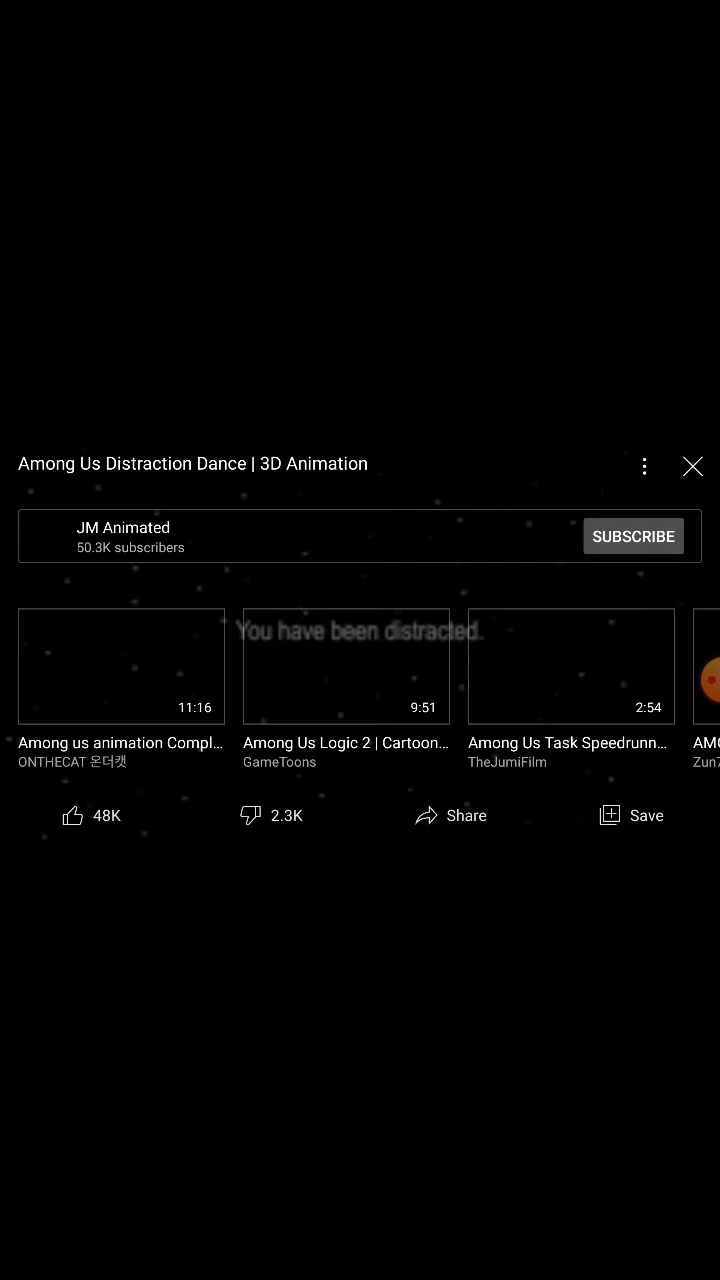 Among Us Distraction Dance | 3D Animation
JM Animated
50.3K subscribers
SUBSCRIBE
You have been distracted.
11:16
9:51
2:54
Among us animation Compl...
Among Us Logic 2 | Cartoon...
Among Us Task Speedrunn...
AMO
ONTHECAT 온더캣
GameToons
TheJumiFilm
Zun7
48K
2.3K
Share
Save